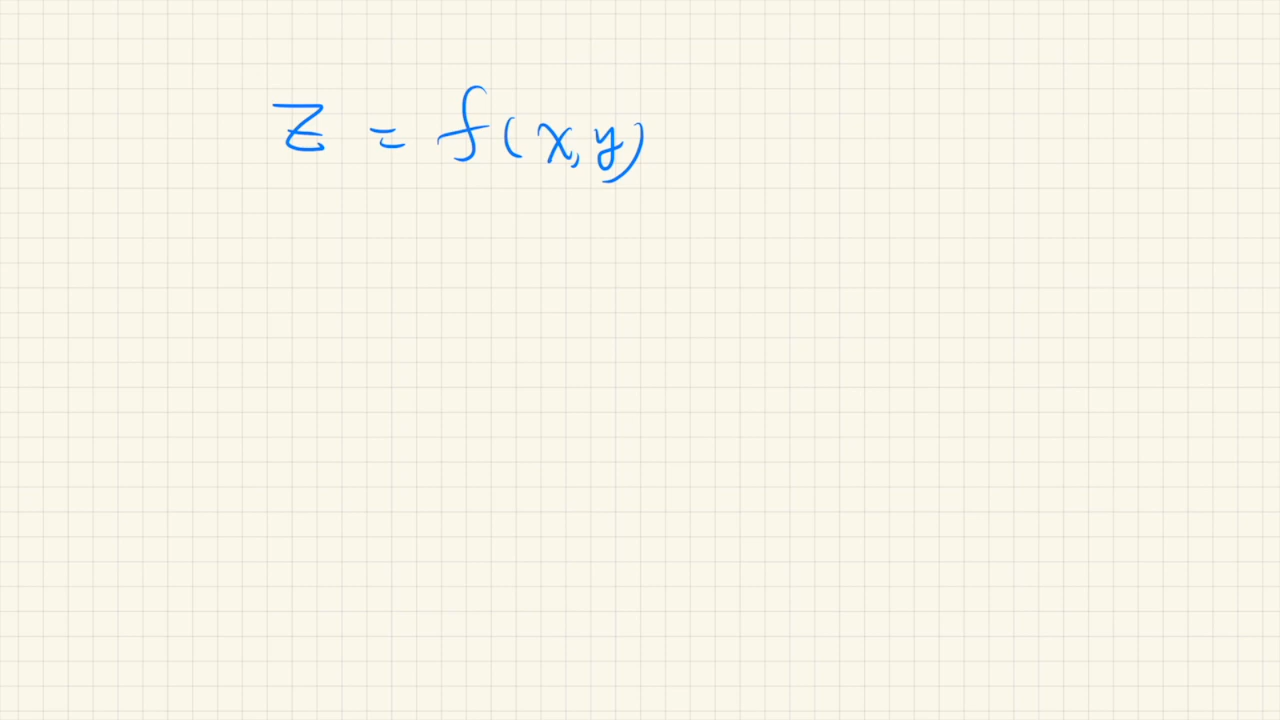 z = f(x,y)